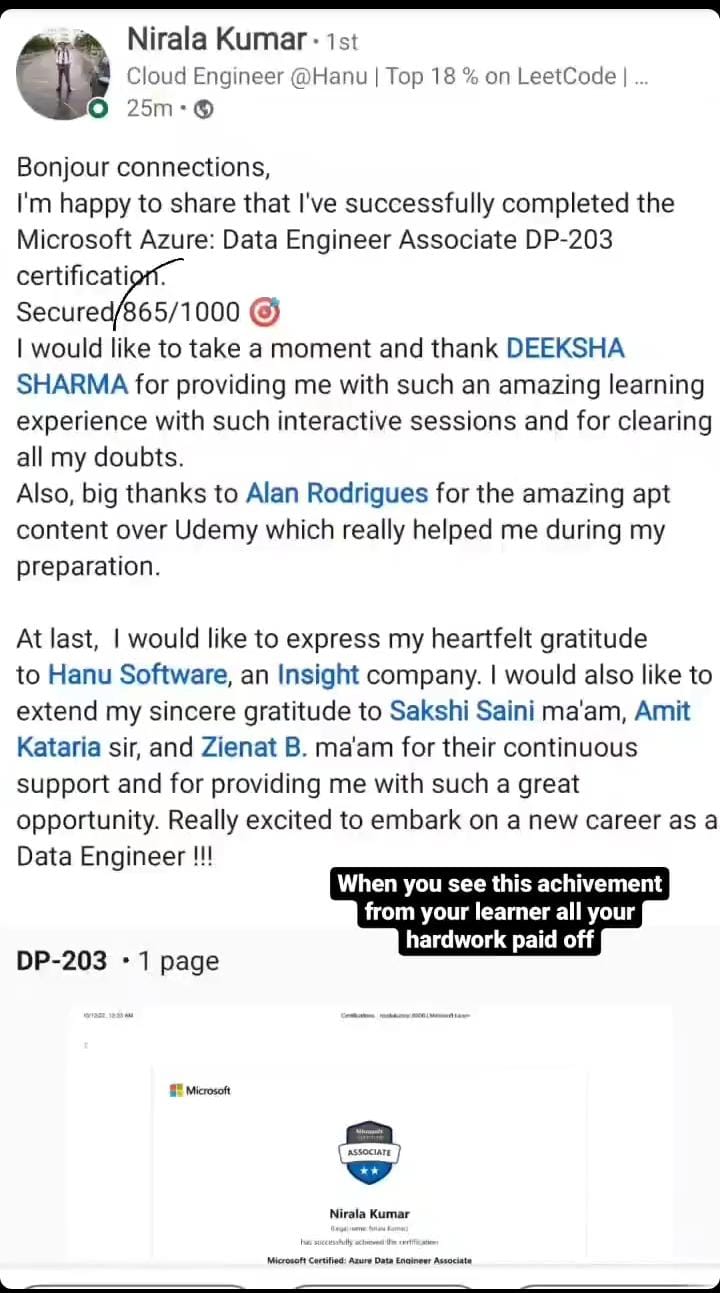 Nirala Kumar • 1st
Cloud Engineer @Hanu | Top 18 % on LeetCode | ...
25m •
Bonjour connections,
I'm happy to share that I've successfully completed the
Microsoft Azure: Data Engineer Associate DP-203
certification.
Secured 865/1000
I would like to take a moment and thank DEEKSHA
SHARMA for providing me with such an amazing learning
experience with such interactive sessions and for clearing
all my doubts.
Also, big thanks to Alan Rodrigues for the amazing apt
content over Udemy which really helped me during my
preparation.
At last, I would like to express my heartfelt gratitude
to Hanu Software, an Insight company. I would also like to
extend my sincere gratitude to Sakshi Saini ma'am, Amit
Kataria sir, and Zienat B. ma'am for their continuous
support and for providing me with such a great
opportunity. Really excited to embark on a new career as a
Data Engineer !!!
When you see this achivement
from your learner all your
hardwork paid off
DP-203 • 1 page
Microsoft
ASSOCIATE
Nirala Kumar
has successfully achieved the certification
Microsoft Certified: Azure Data Engineer Associate